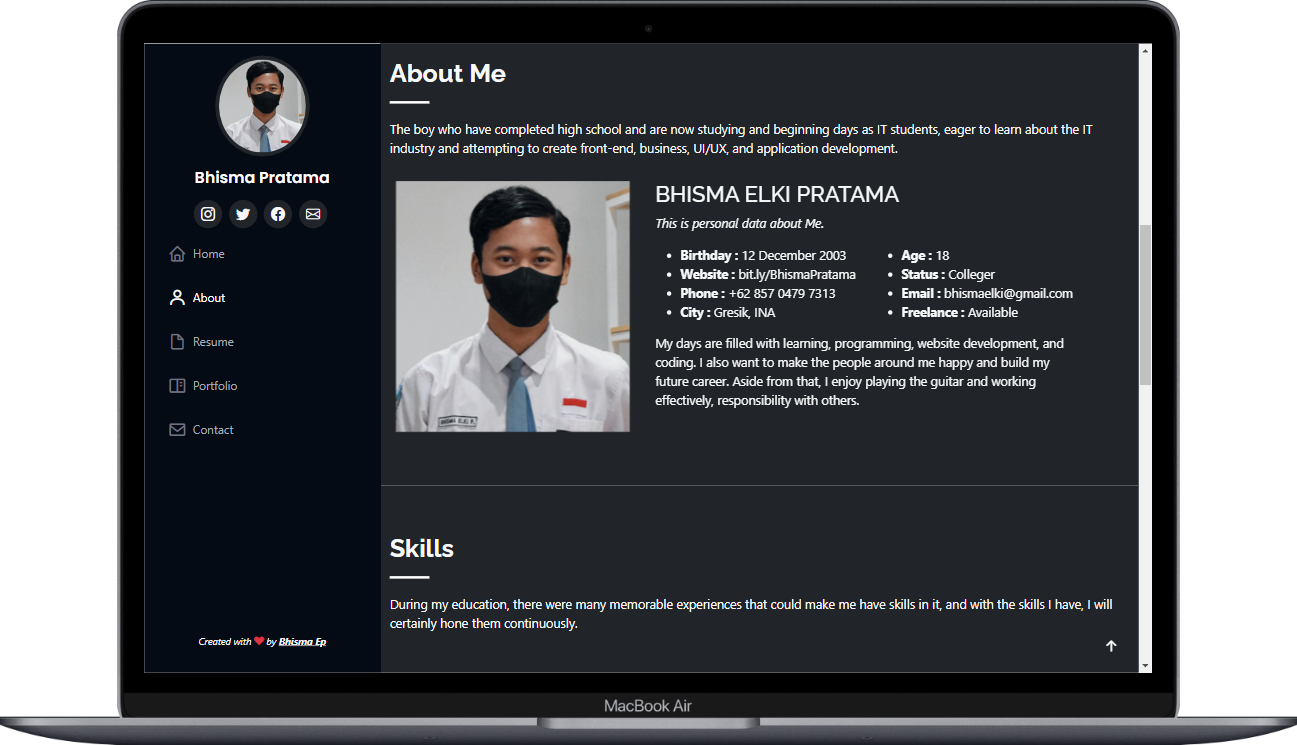 Bhisma Pratama
Home
About
Resume
Portfolio
Contact
Created with ❤ by Bhisma Ep
About Me
The boy who have completed high school and are now studying and beginning days as IT students, eager to learn about the IT
industry and attempting to create front-end, business, UI/UX, and application development.
BHISMA ELKI P.
BHISMA ELKI PRATAMA
This is personal data about Me.
• Birthday : 12 December 2003
• Website : bit.ly/BhismaPratama
• Phone : +62 857 0479 7313
• City : Gresik, INA
• Age : 18
• Status : Colleger
• Email : bhismaelki@gmail.com
• Freelance : Available
My days are filled with learning, programming, website development, and
coding. I also want to make the people around me happy and build my
future career. Aside from that, I enjoy playing the guitar and working
effectively, responsibility with others.
Skills
During my education, there were many memorable experiences that could make me have skills in it, and with the skills I have, I will
certainly hone them continuously.
MacBook Air